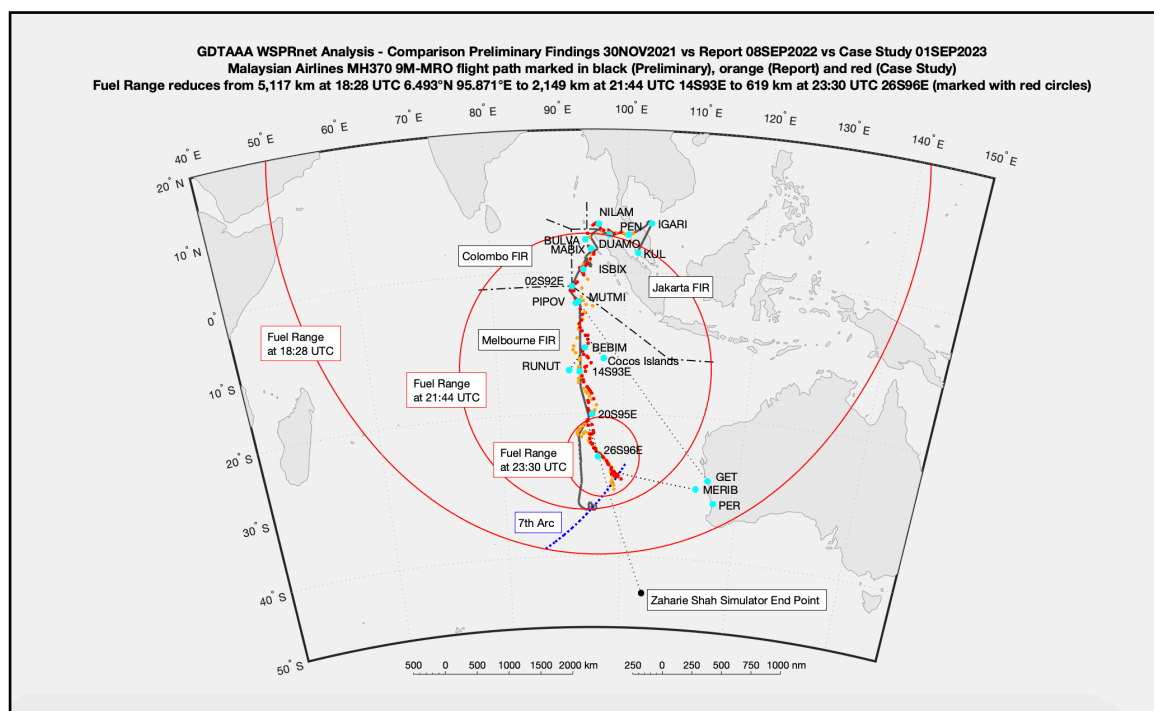 GDTAAA WSPRnet Analysis - Comparison Preliminary Findings 30NOV2021 vs Report 08SEP2022 vs Case Study 01SEP2023
Malaysian Airlines MH370 9M-MRO flight path marked in black (Preliminary), orange (Report) and red (Case Study)
Fuel Range reduces from 5,117 km at 18:28 UTC 6.493°N 95.871°E to 2,149 km at 21:44 UTC 14S93E to 619 km at 23:30 UTC 26S96E (marked with red circles)
40° E
50° E
60° E
70° E
80° E
90° E
100° E
110° E
120° E
130° E
140° E
150° E
20° N
10° N
0°
10° S
20° S
30° S
40° S
50° S
NILAM
PEN
IGARI
BULVA
DUAMO
MABIX
KUL
Colombo FIR
ISBIX
02S92E
Jakarta FIR
PIPOV
MUTMI
Fuel Range
at 18:28 UTC
Melbourne FIR
BEBIM
Cocos Islands
RUNUT
14S93E
Fuel Range
at 21:44 UTC
20S95E
Fuel Range
at 23:30 UTC
26S96E
GET
MERIB
PER
7th Arc
Zaharie Shah Simulator End Point
500 0 500 1000 1500 2000 km
250 0 250 500 750 1000 nm